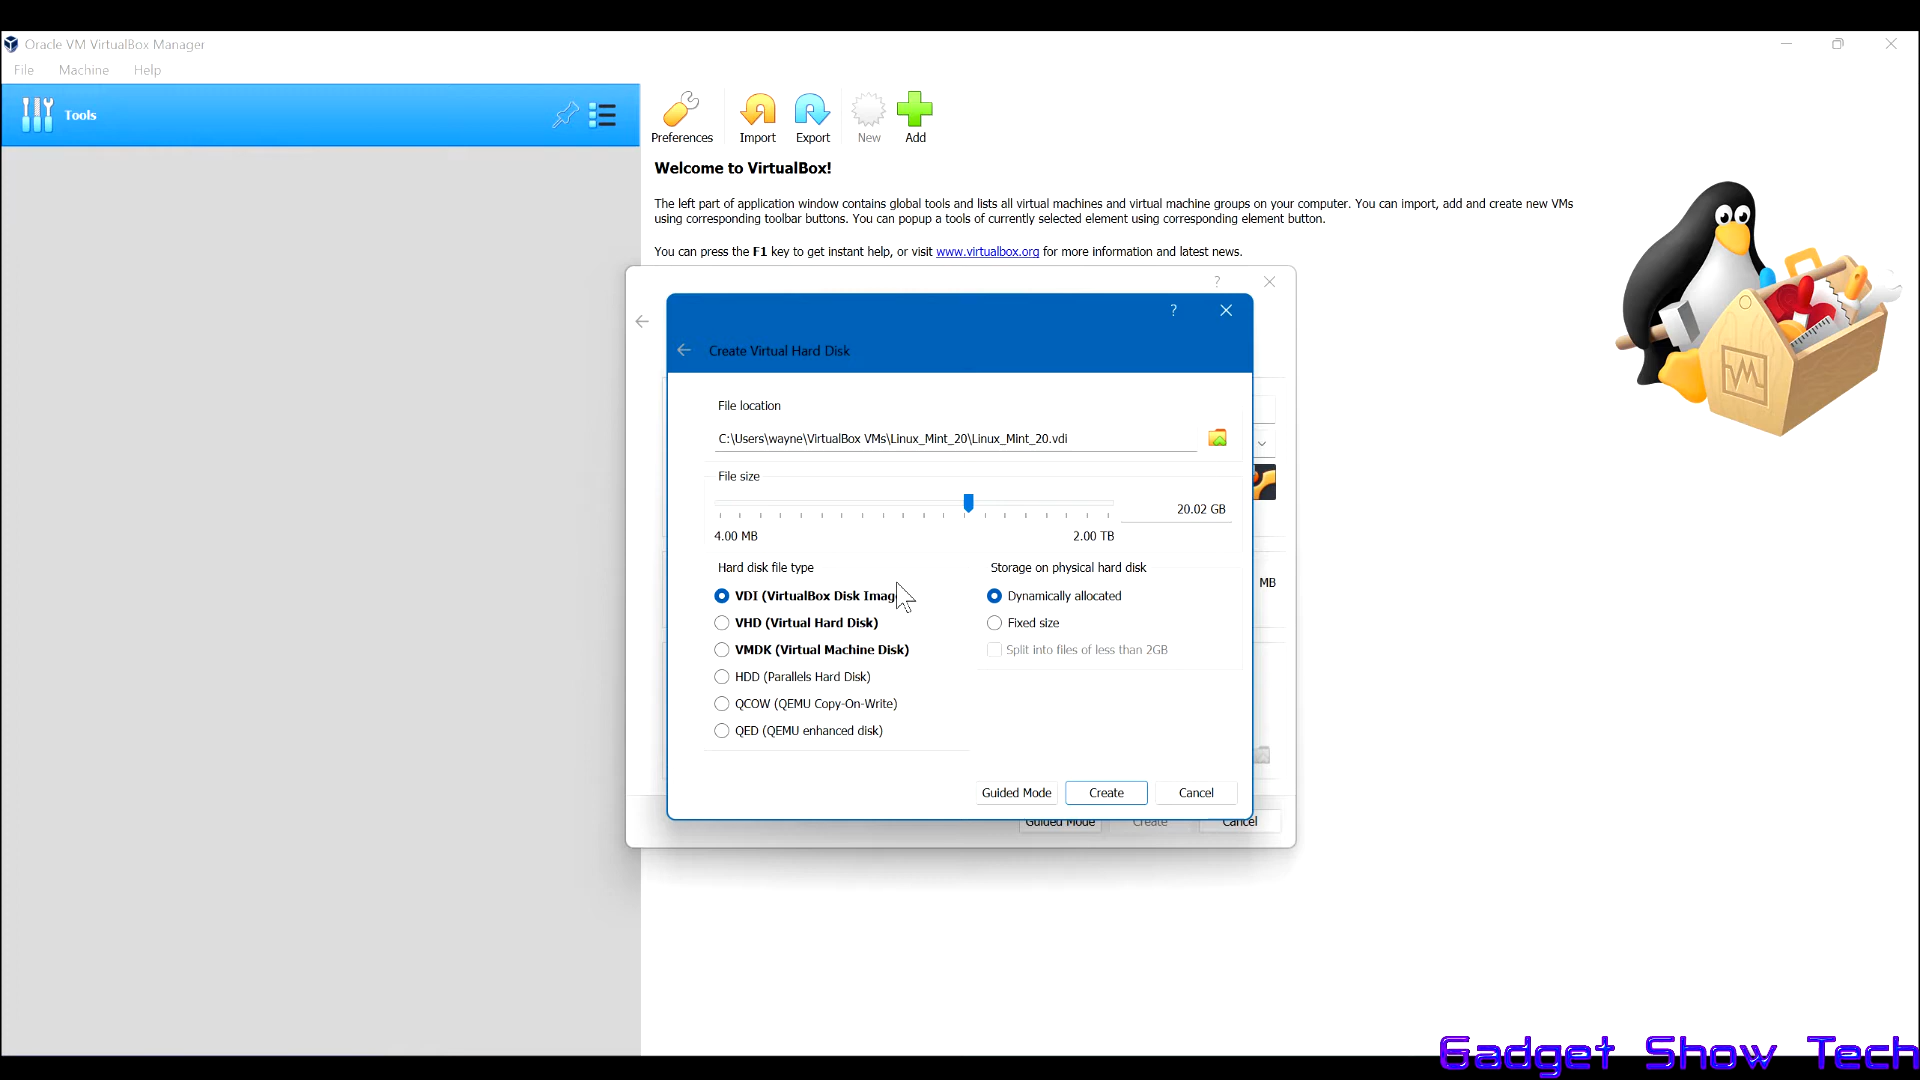 Oracle VM VirtualBox Manager
File Machine Help
Tools
Preferences Import Export New Add
Welcome to VirtualBox!
The left part of application window contains global tools and lists all virtual machines and virtual machine groups on your computer. You can import, add and create new VMs
using corresponding toolbar buttons. You can popup a tools of currently selected element using corresponding element button.
You can press the F1 key to get instant help, or visit www.virtualbox.org for more information and latest news.
?
?
Create Virtual Hard Disk
File location
C:\Users\wayne\VirtualBox VMs\Linux_Mint_20\Linux_Mint_20.vdi
File size
20.02 GB
4.00 MB 2.00 TB
Hard disk file type
VDI (VirtualBox Disk Imag
VHD (Virtual Hard Disk)
VMDK (Virtual Machine Disk)
HDD (Parallels Hard Disk)
QCOW (QEMU Copy-On-Write)
QED (QEMU enhanced disk)
Storage on physical hard disk
Dynamically allocated
Fixed size
Split into files of less than 2GB
MB
Guided Mode Create Cancel
Guided Mode Create Cancel
Gadget Show Tech